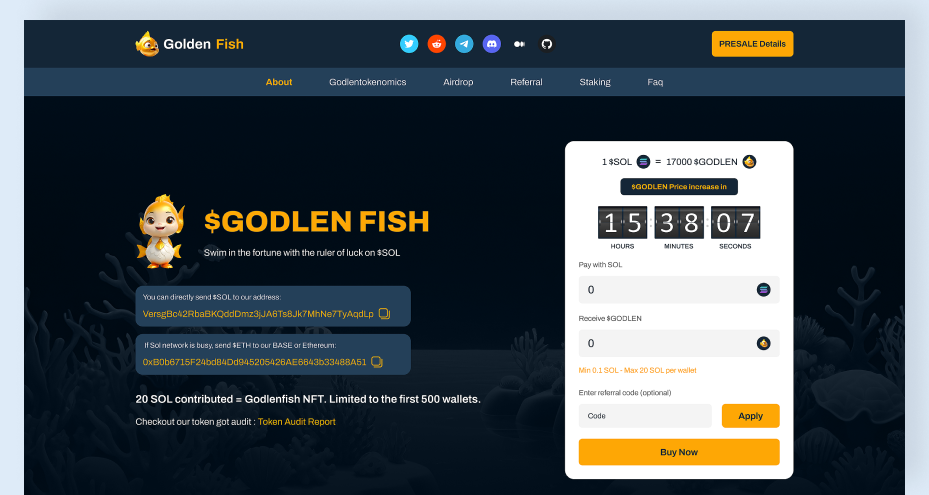 Golden Fish
PRESALE Details
About Godlentokenomics Airdrop Referral Staking Faq
$GODLEN FISH
Swim in the fortune with the ruler of luck on $SOL
You can directly send $SOL to our address:
VersgBc42RbaBKQddDmz3jJA6Ts8Jk7MhNe7TyAqdLp
If Sol network is busy, send $ETH to our BASE or Ethereum:
0xB0b6715F24bd84Dd945205426AE6643b33488A51
20 SOL contributed = Godlenfish NFT. Limited to the first 500 wallets.
Checkout our token got audit : Token Audit Report
1 $SOL = 17000 $GODLEN
$GODLEN Price increase in
15 38 07
HOURS MINUTES SECONDS
Pay with SOL
0
Receive $GODLEN
0
Min 0.1 SOL - Max 20 SOL per wallet
Enter referral code (optional)
Code Apply
Buy Now